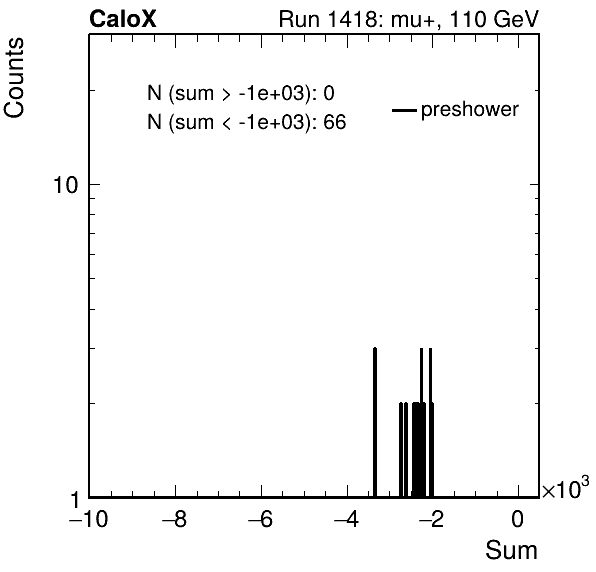 CaloX Run 1418: mu+, 110 GeV
Counts
N (sum > -1e+03): 0
N (sum < -1e+03): 66
preshower
10
1
−10 −8 −6 −4 −2 0
×10³
Sum